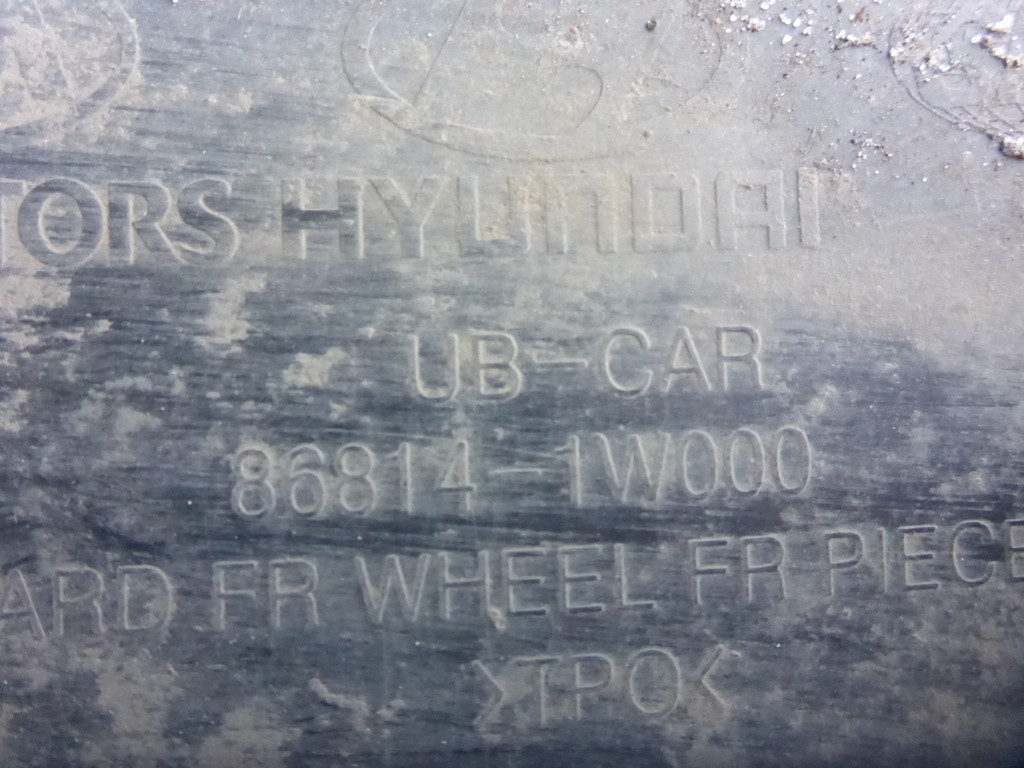 TORS HYUNDAI
UB-CAR
86814-1W000
ARD FR WHEEL FR PIECE
>TPO<